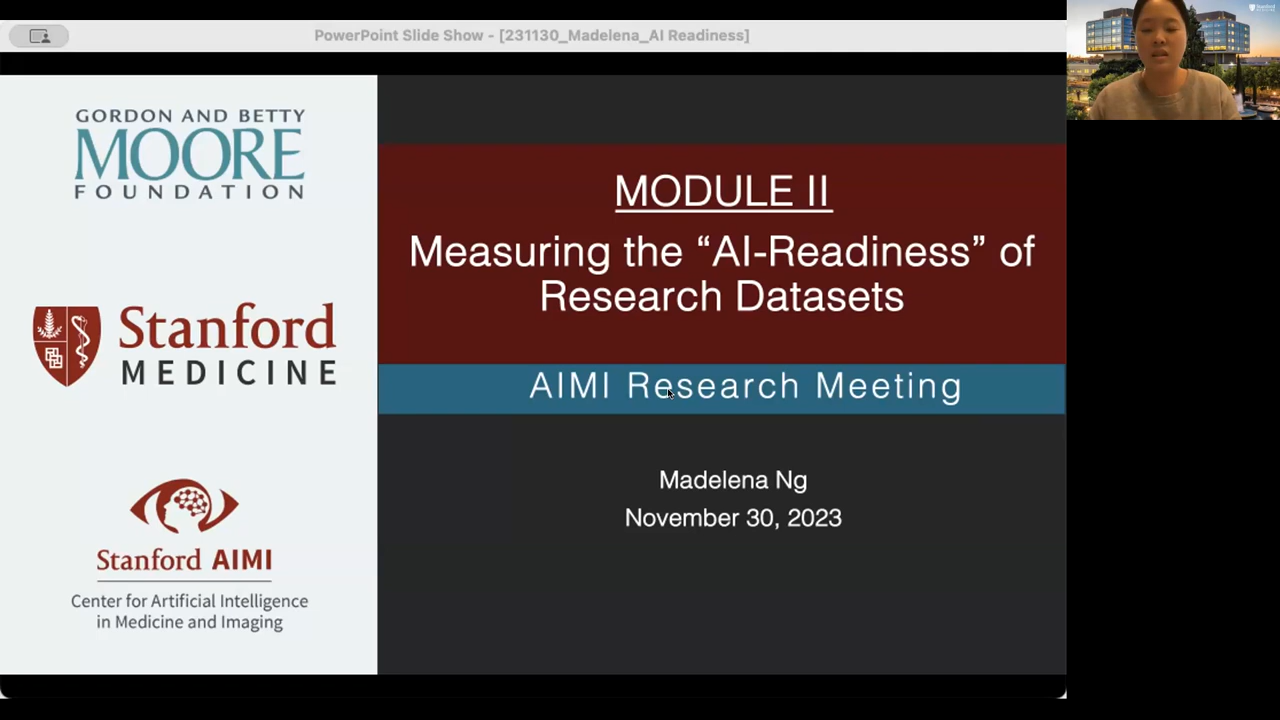 PowerPoint Slide Show - [231130_Madelena_AI Readiness]
GORDON AND BETTY
MOORE
FOUNDATION
Stanford
MEDICINE
Stanford AIMI
Center for Artificial Intelligence
in Medicine and Imaging
MODULE II
Measuring the “AI-Readiness” of
Research Datasets
AIMI Research Meeting
Madelena Ng
November 30, 2023
Stanford
MEDICINE